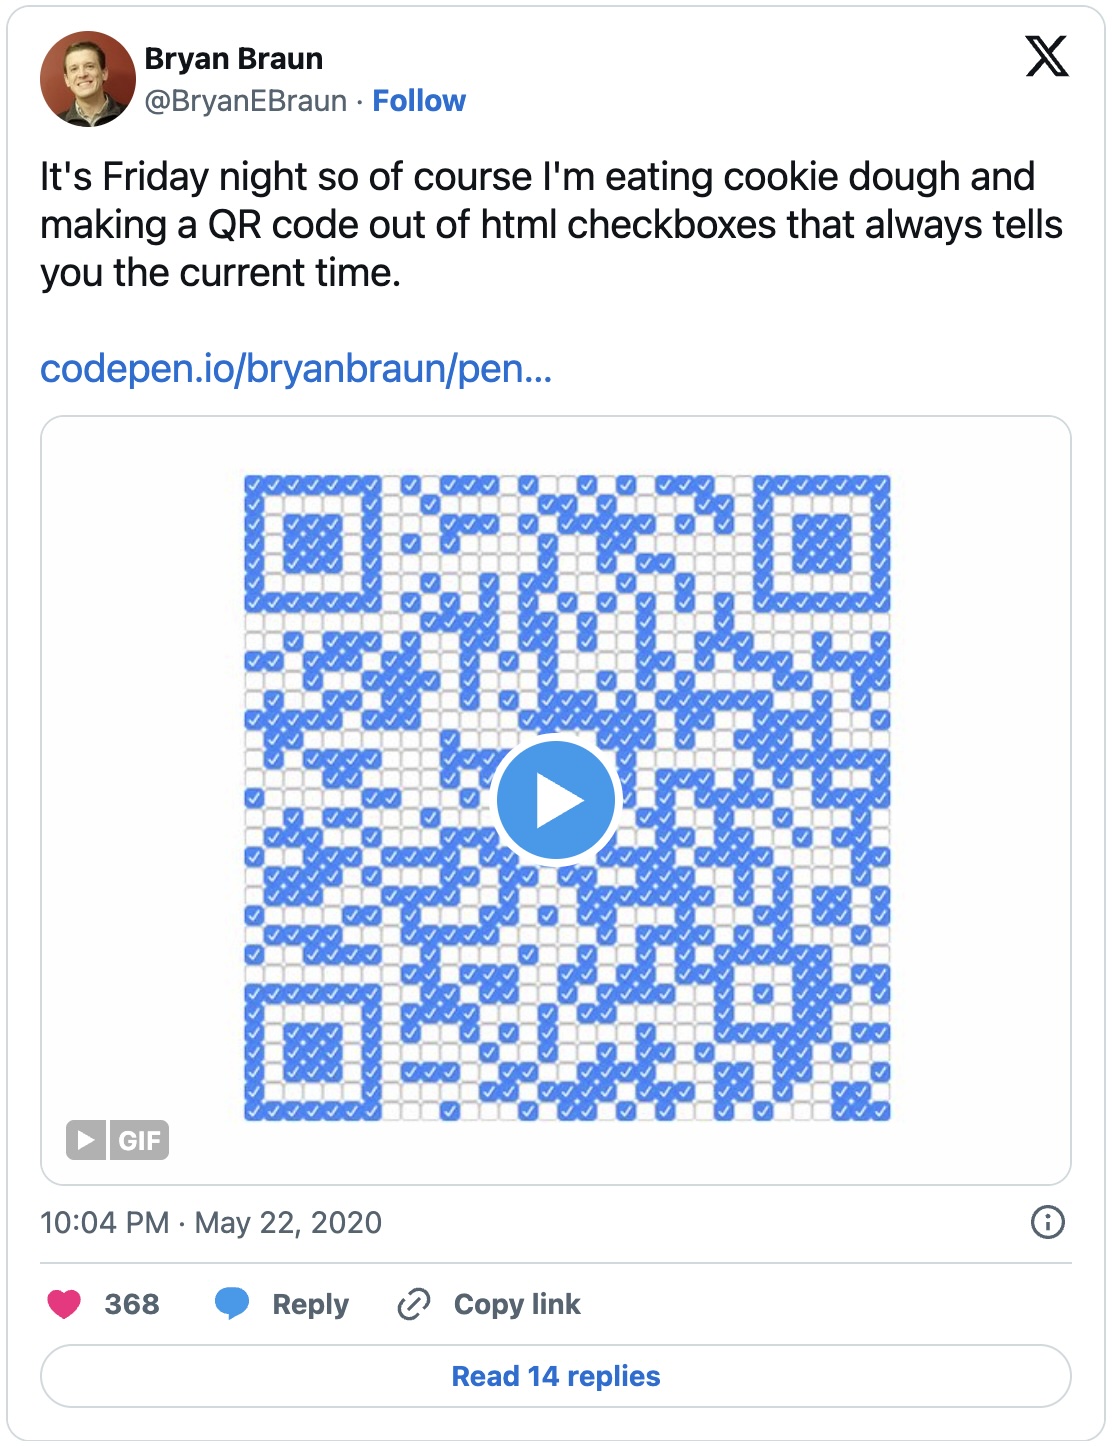 Bryan Braun
@BryanEBraun · Follow
It's Friday night so of course I'm eating cookie dough and
making a QR code out of html checkboxes that always tells
you the current time.
codepen.io/bryanbraun/pen...
GIF
10:04 PM · May 22, 2020
368 Reply Copy link
Read 14 replies